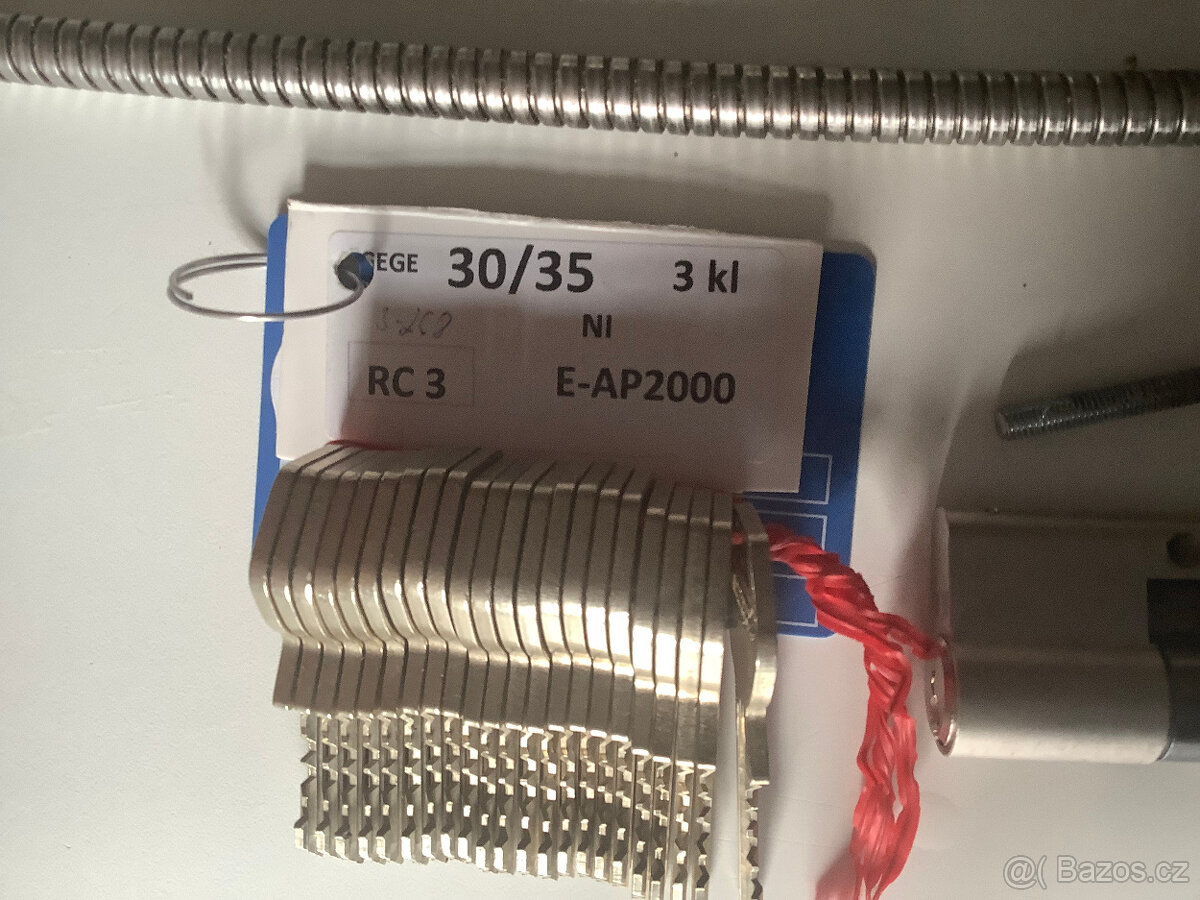 GEGE 30/35 3 kl
NI
RC 3 E-AP2000
@( Bazos.cz